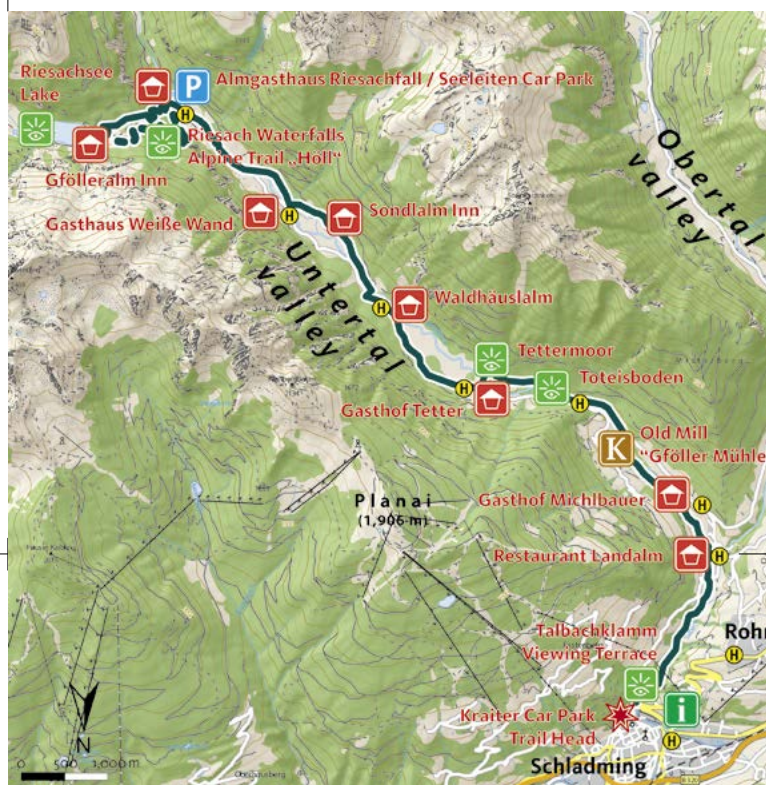 Riesachsee
Lake
P
Almgasthaus Riesachfall / Seeleiten Car Park
H
Riesach Waterfalls
Alpine Trail „Höll“
Gfölleralm Inn
Obertal
valley
Gasthaus Weiße Wand
H
Sondlalm Inn
Untertal
valley
H
Waldhäuslalm
Tettermoor
H
Toteisboden
Gasthof Tetter
H
K
Old Mill
“Gföller Mühle
Planai
(1,906 m)
Gasthof Michlbauer
H
Restaurant Landalm
H
Talbachklamm
Viewing Terrace
Rohr
H
Kraiter Car Park
Trail Head
i
H
N
0 500 1,000 m
Schladming